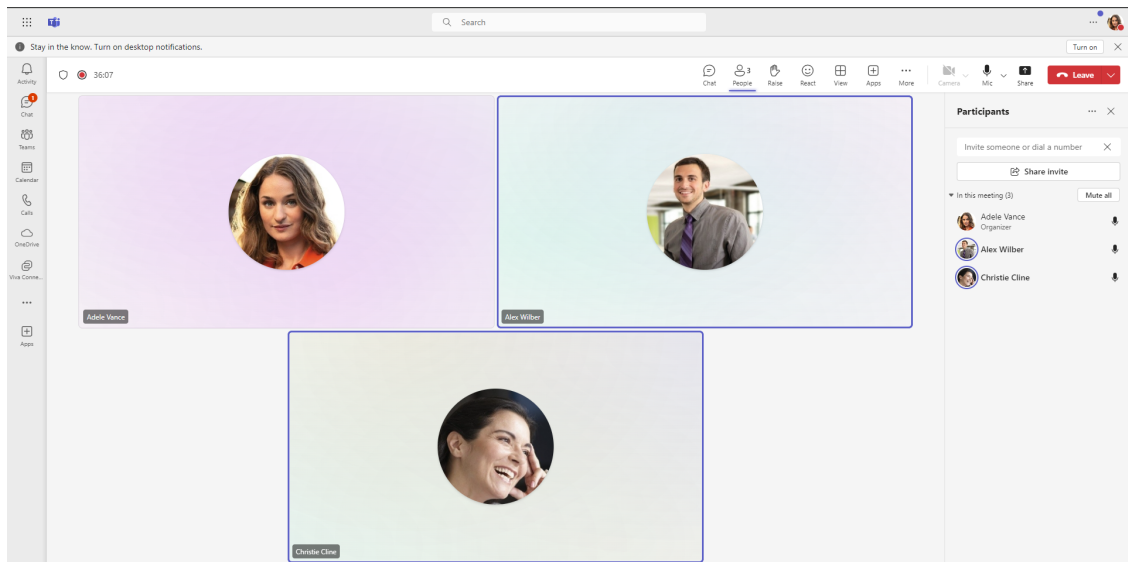 Search
Stay in the know. Turn on desktop notifications.
Turn on
Activity
1
Chat
Teams
Calendar
Calls
OneDrive
Viva Conne...
Apps
36:07
Chat
3
People
Raise
React
View
Apps
More
Camera
Mic
Share
Leave
Adele Vance
Alex Wilber
Christie Cline
Participants
Invite someone or dial a number
Share invite
In this meeting (3)
Mute all
Adele Vance
Organizer
Alex Wilber
Christie Cline